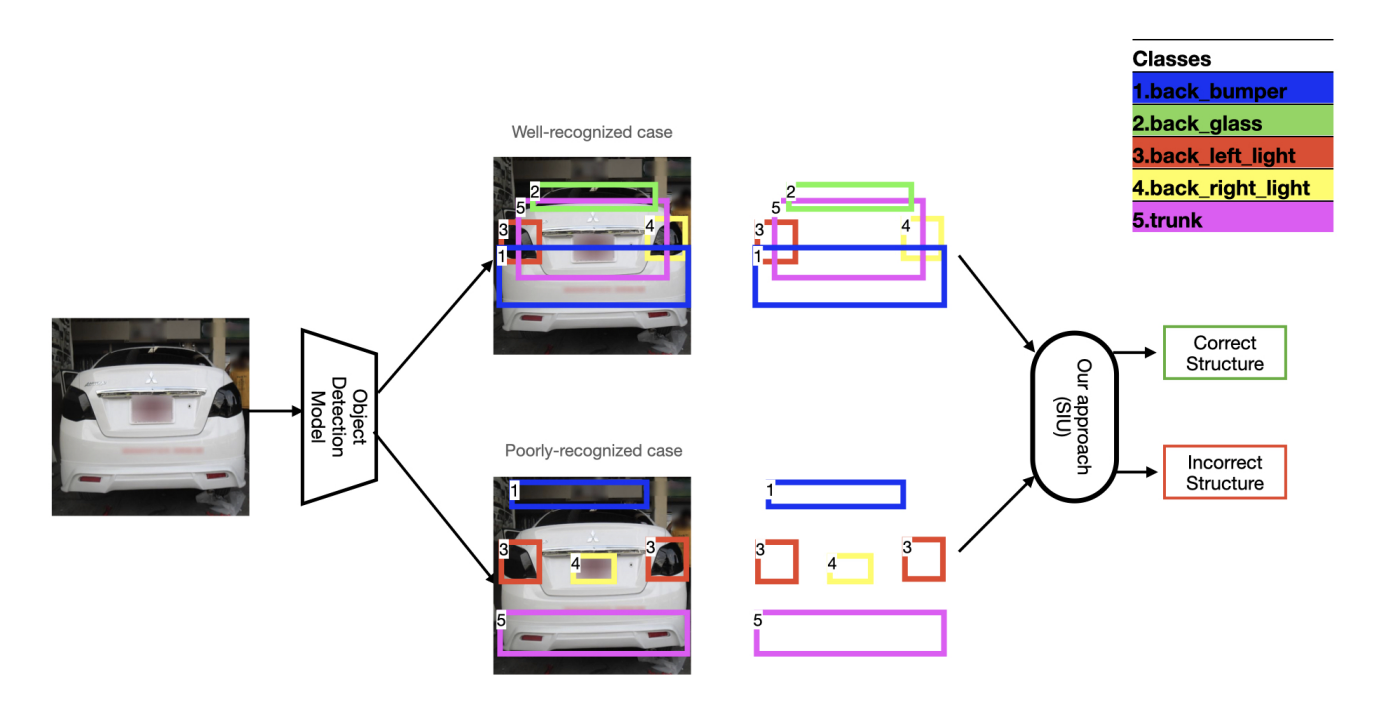 Classes
1.back_bumper
2.back_glass
3.back_left_light
4.back_right_light
5.trunk
Well-recognized case
2
5
3
4
1
2
5
3
4
1
Object
Detection
Model
Our approach
(SIU)
Correct
Structure
Incorrect
Structure
Poorly-recognized case
1
3
4
3
5
1
3
4
3
5